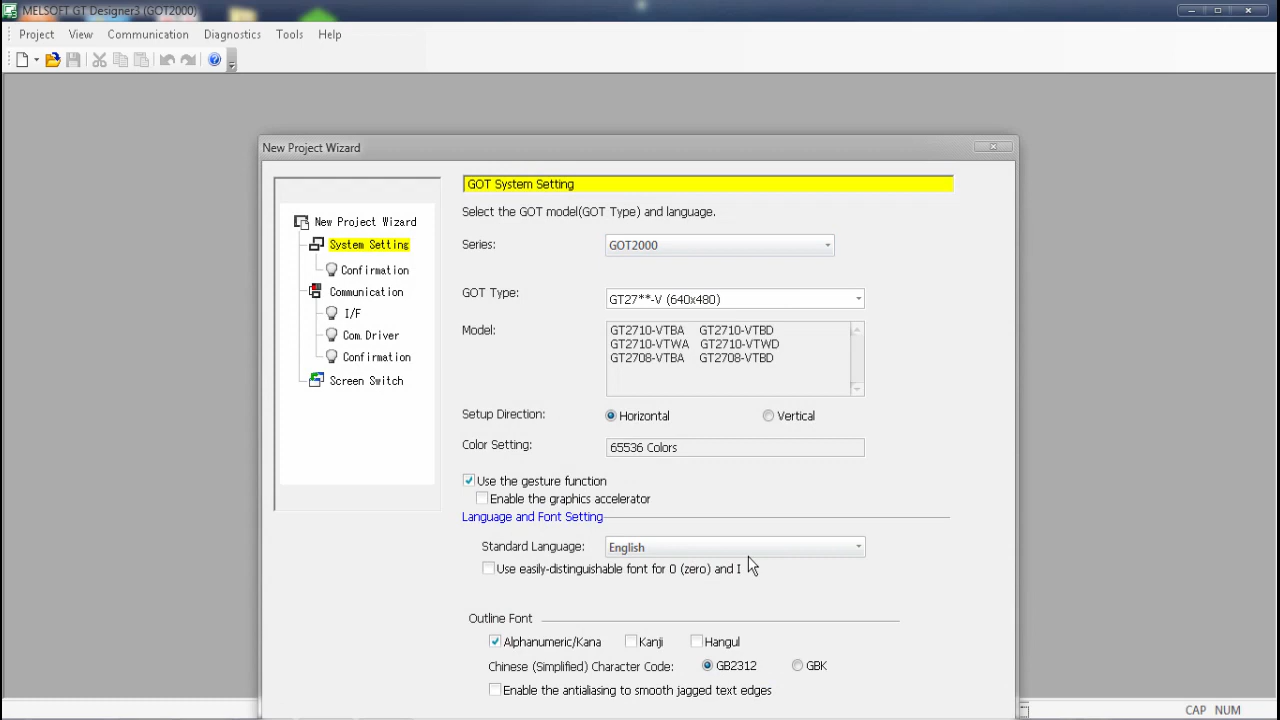 MELSOFT GT Designer3 (GOT2000)
Project View Communication Diagnostics Tools Help
New Project Wizard
GOT System Setting
Select the GOT model(GOT Type) and language.
New Project Wizard
System Setting
Confirmation
Communication
I/F
Com. Driver
Confirmation
Screen Switch
Series: GOT2000
GOT Type: GT27**-V (640x480)
Model: GT2710-VTBA GT2710-VTBD
GT2710-VTWA GT2710-VTWD
GT2708-VTBA GT2708-VTBD
Setup Direction: Horizontal Vertical
Color Setting: 65536 Colors
Use the gesture function
Enable the graphics accelerator
Language and Font Setting
Standard Language: English
Use easily-distinguishable font for 0 (zero) and I
Outline Font
Alphanumeric/Kana Kanji Hangul
Chinese (Simplified) Character Code: GB2312 GBK
Enable the antialiasing to smooth jagged text edges
CAP NUM